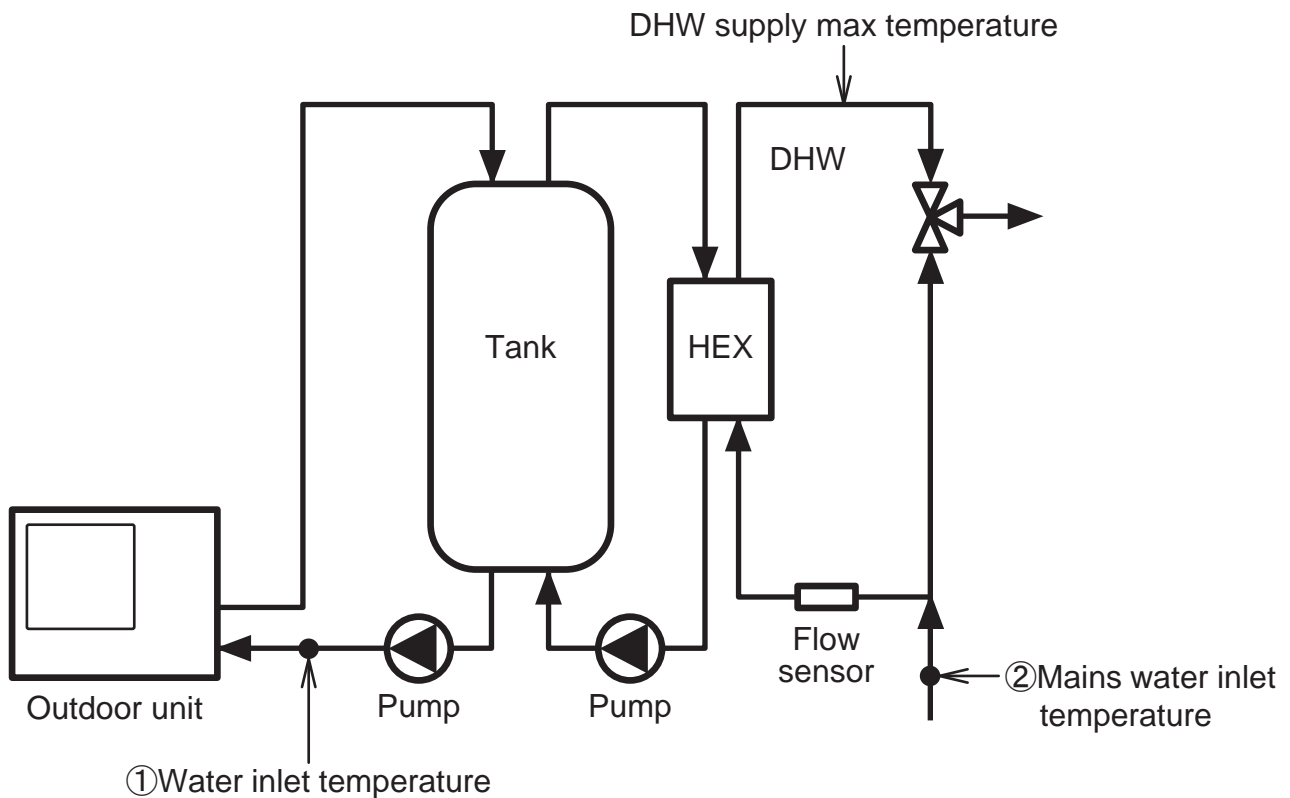 DHW supply max temperature
DHW
Tank
HEX
Flow
sensor
Outdoor unit
Pump
Pump
②Mains water inlet
temperature
①Water inlet temperature